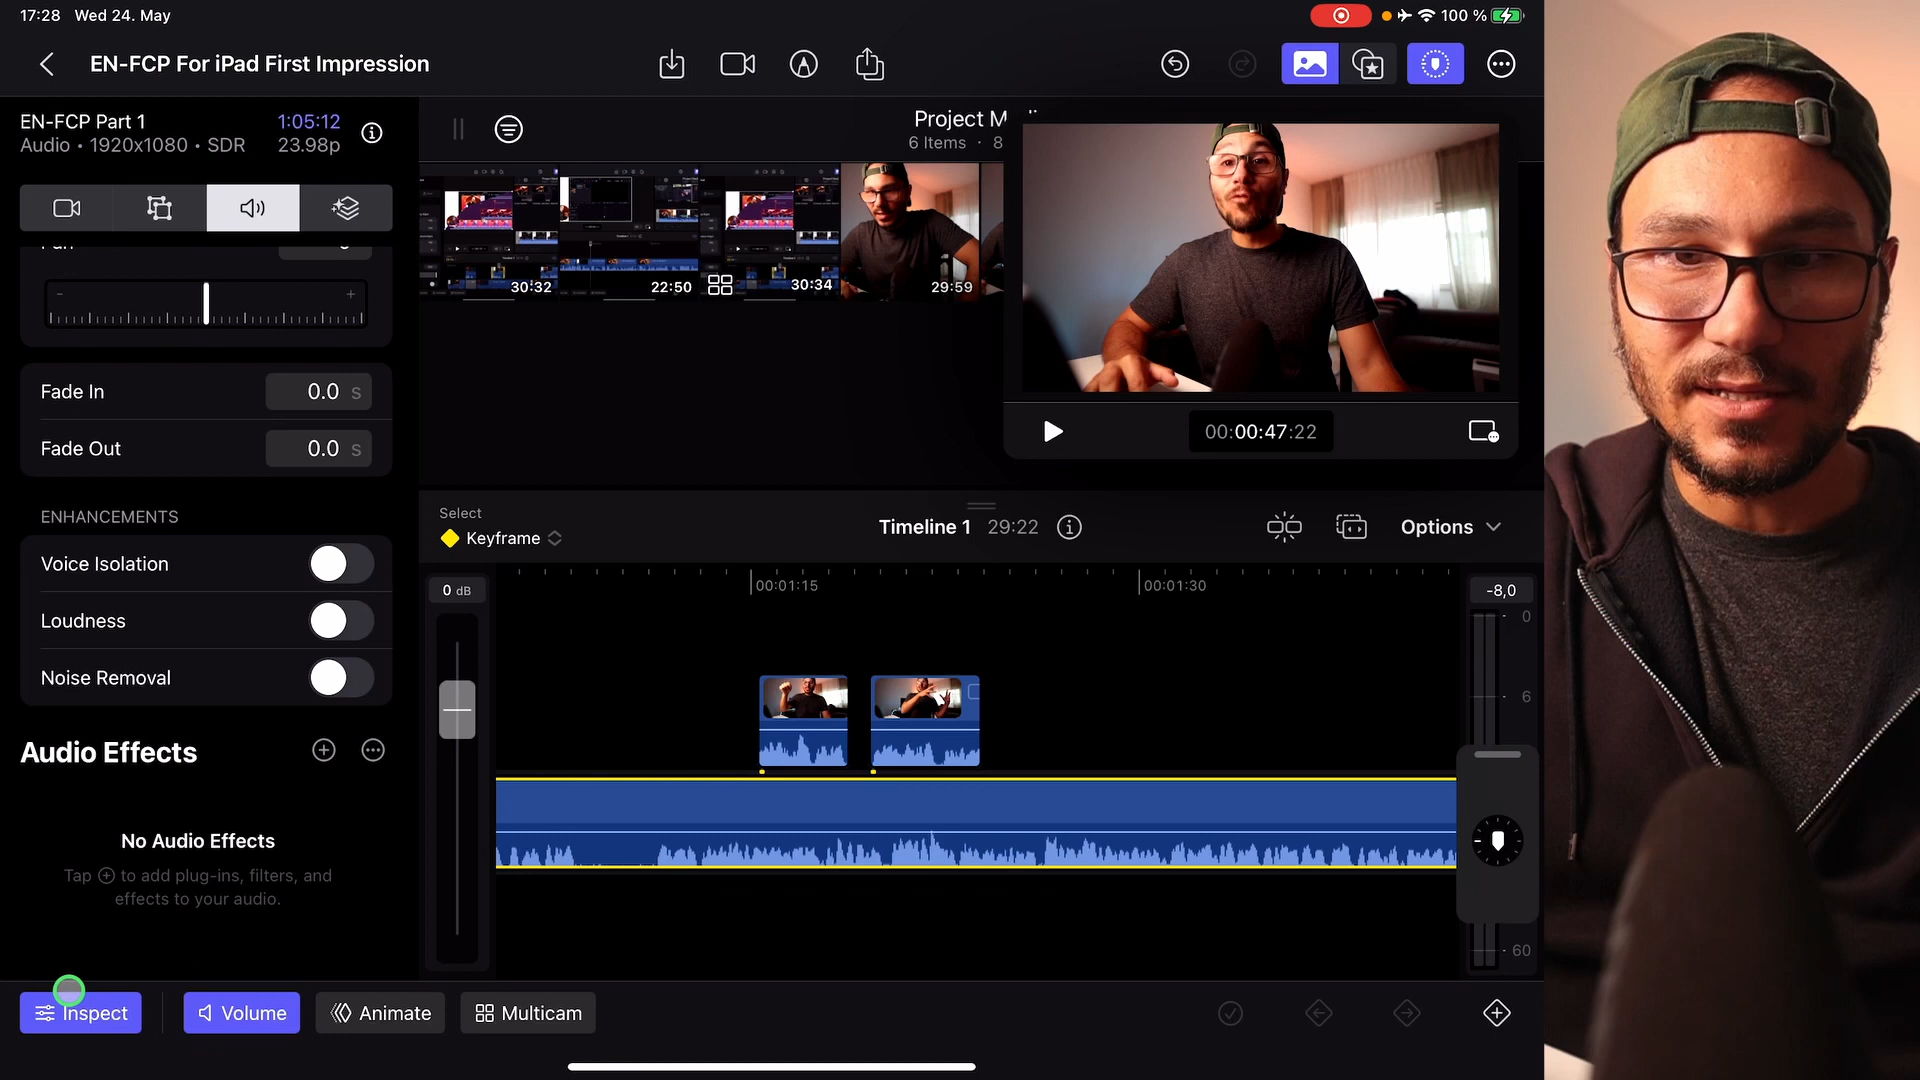 17:28 Wed 24. May
100 %
EN-FCP For iPad First Impression
EN-FCP Part 1 1:05:12
Audio • 1920x1080 • SDR 23.98p
Project M
6 Items · 8
30:32
22:50
30:34
29:59
- +
Fade In 0.0 s
Fade Out 0.0 s
00:00:47:22
ENHANCEMENTS
Voice Isolation
Loudness
Noise Removal
Select
Keyframe
Timeline 1 29:22
Options
0 dB
00:01:15
00:01:30
-8,0
0
6
60
Audio Effects
No Audio Effects
Tap to add plug-ins, filters, and
effects to your audio.
Inspect
Volume
Animate
Multicam